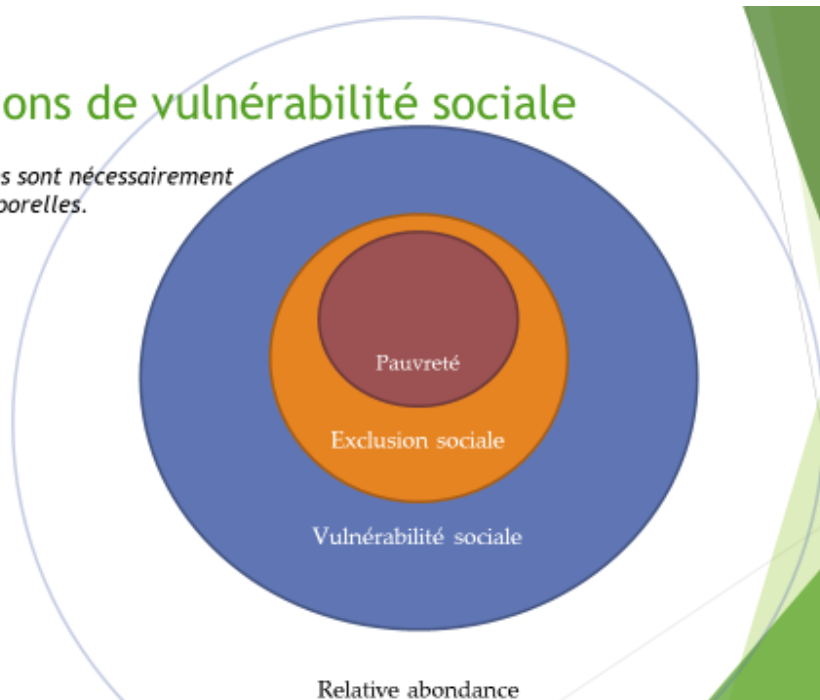 ons de vulnérabilité sociale
s sont nécessairement
porelles.
Pauvreté
Exclusion sociale
Vulnérabilité sociale
Relative abondance